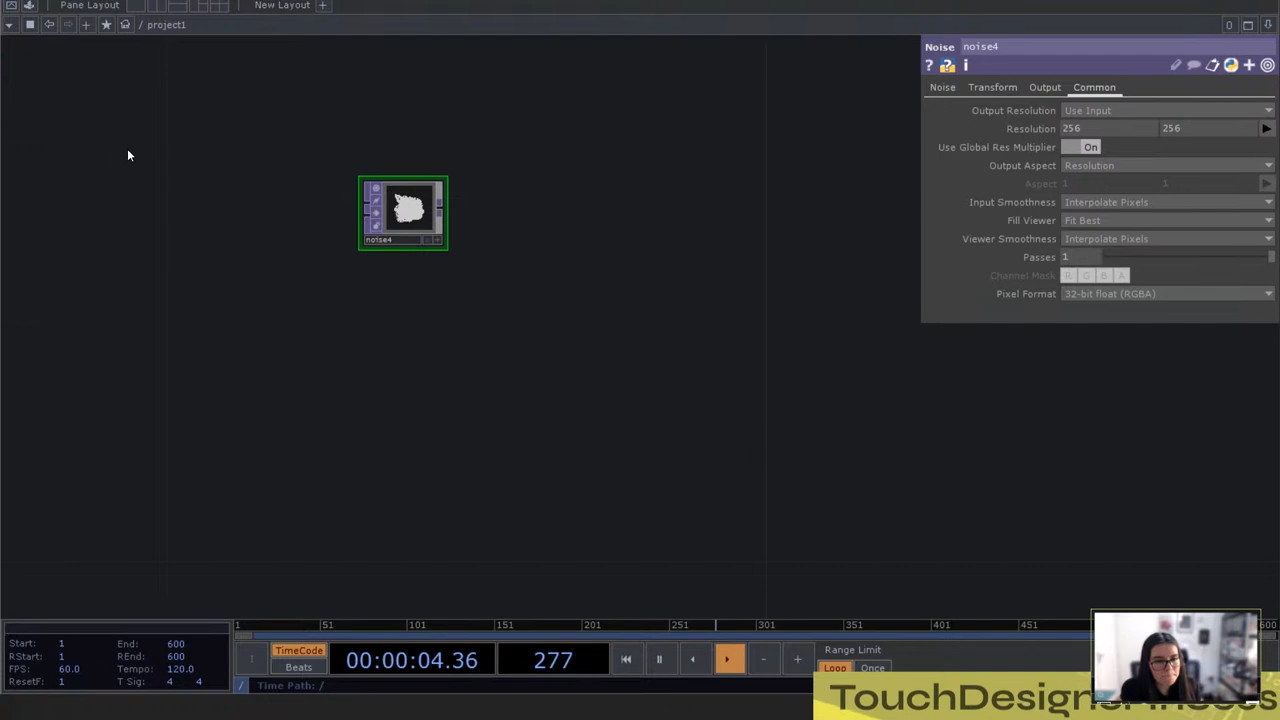 Pane Layout
New Layout +
/ project1
0
Noise noise4
? ? i
Noise Transform Output Common
Output Resolution Use Input
Resolution 256 256
Use Global Res Multiplier On
Output Aspect Resolution
Aspect 1 1
Input Smoothness Interpolate Pixels
Fill Viewer Fit Best
Viewer Smoothness Interpolate Pixels
Passes 1
Channel Mask R G B A
Pixel Format 32-bit float (RGBA)
noise4
1 51 101 151 201 251 301 351 401 451
Start: 1 End: 600
RStart: 1 REnd: 600
FPS: 60.0 Tempo: 120.0
ResetF: 1 T Sig: 4 4
TimeCode
Beats
00:00:04.36
277
- +
Range Limit
Loop Once
/ Time Path: /